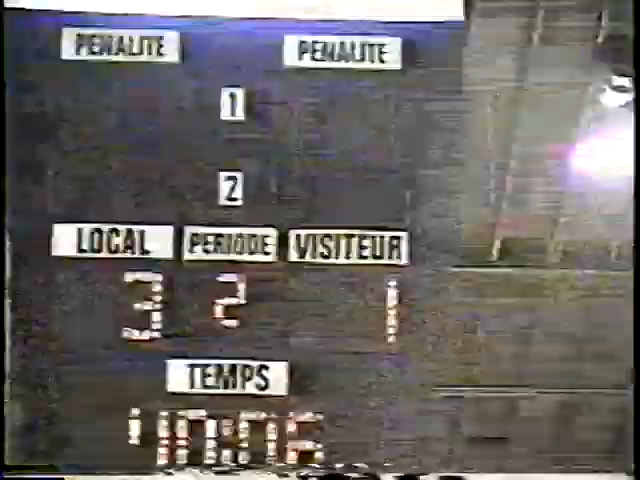 PENALITE PENALITE
1
2
LOCAL PERIODE VISITEUR
3 2 1
TEMPS